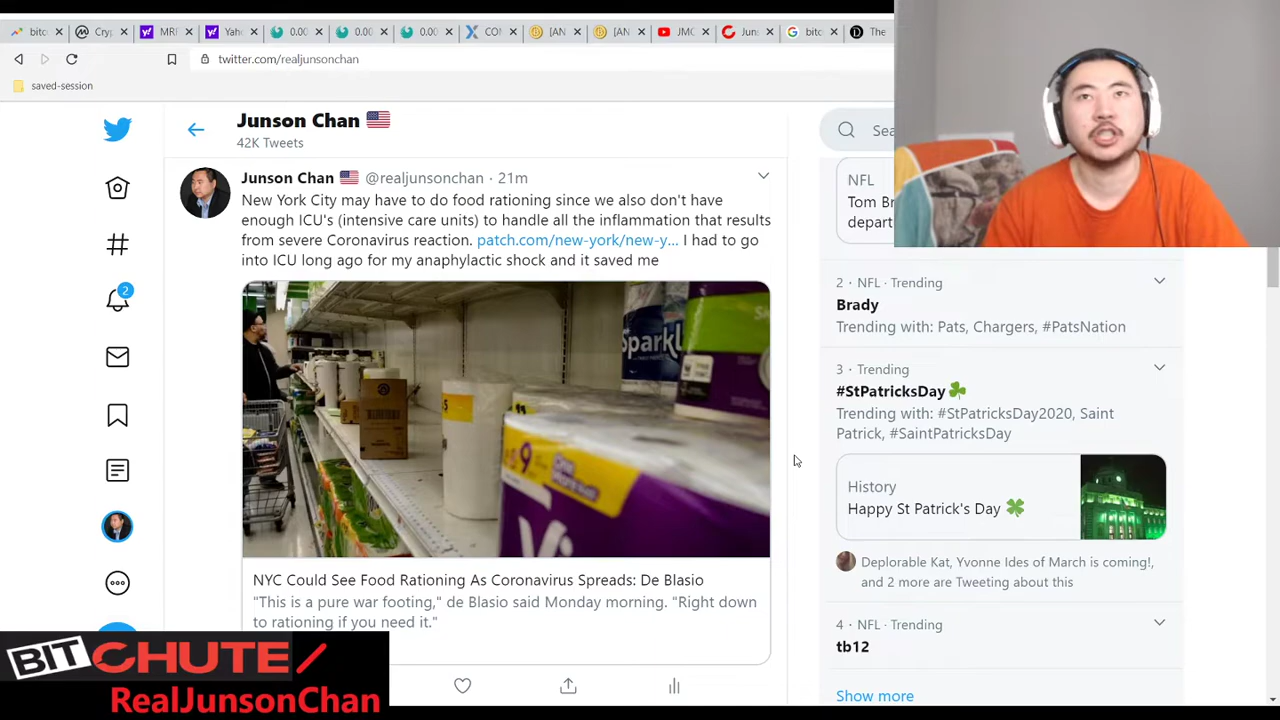 bitc
Cry
MRI
Yaho
0.00
0.00
0.00
CO
[AN
[AN
JMC
Jun
bitc
The
twitter.com/realjunsonchan
saved-session
Junson Chan
42K Tweets
Sea
Junson Chan @realjunsonchan · 21m
New York City may have to do food rationing since we also don't have
enough ICU's (intensive care units) to handle all the inflammation that results
from severe Coronavirus reaction. patch.com/new-york/new-y... I had to go
into ICU long ago for my anaphylactic shock and it saved me
Sparkl
9
NYC Could See Food Rationing As Coronavirus Spreads: De Blasio
"This is a pure war footing," de Blasio said Monday morning. "Right down
to rationing if you need it."
2
NFL
Tom Br
depart
2 · NFL · Trending
Brady
Trending with: Pats, Chargers, #PatsNation
3 · Trending
#StPatricksDay
Trending with: #StPatricksDay2020, Saint
Patrick, #SaintPatricksDay
History
Happy St Patrick's Day
Deplorable Kat, Yvonne Ides of March is coming!,
and 2 more are Tweeting about this
4 · NFL · Trending
tb12
Show more
BITCHUTE/
RealJunsonChan